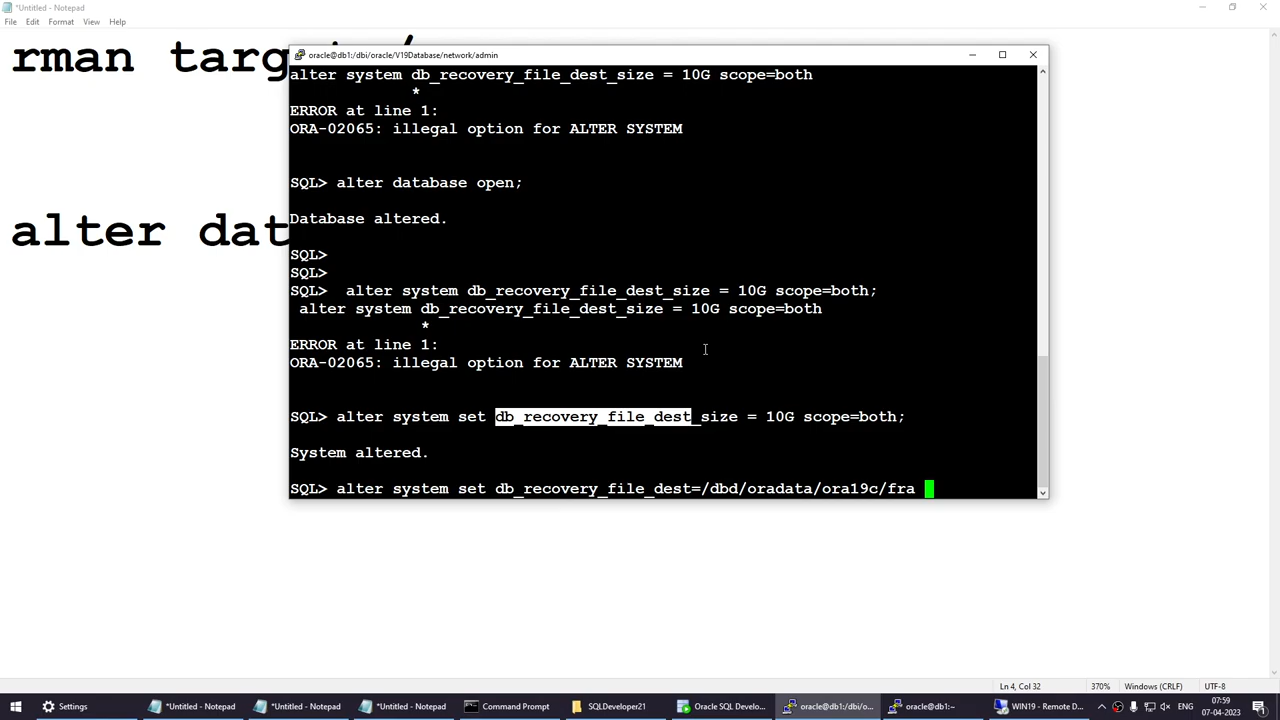 *Untitled - Notepad
File Edit Format View Help
rman target /
alter dat
oracle@db1:/dbi/oracle/V19Database/network/admin
alter system db_recovery_file_dest_size = 10G scope=both
*
ERROR at line 1:
ORA-02065: illegal option for ALTER SYSTEM
SQL> alter database open;
Database altered.
SQL>
SQL>
SQL>  alter system db_recovery_file_dest_size = 10G scope=both;
 alter system db_recovery_file_dest_size = 10G scope=both
*
ERROR at line 1:
ORA-02065: illegal option for ALTER SYSTEM
SQL> alter system set db_recovery_file_dest_size = 10G scope=both;
System altered.
SQL> alter system set db_recovery_file_dest=/dbd/oradata/ora19c/fra
Ln 4, Col 32 370% Windows (CRLF) UTF-8
Settings *Untitled - Notepad *Untitled - Notepad *Untitled - Notepad Command Prompt SQLDeveloper21 Oracle SQL Develo... oracle@db1:/dbi/o... oracle@db1:~ WIN19 - Remote D... ENG 07:59
07-04-2023 1